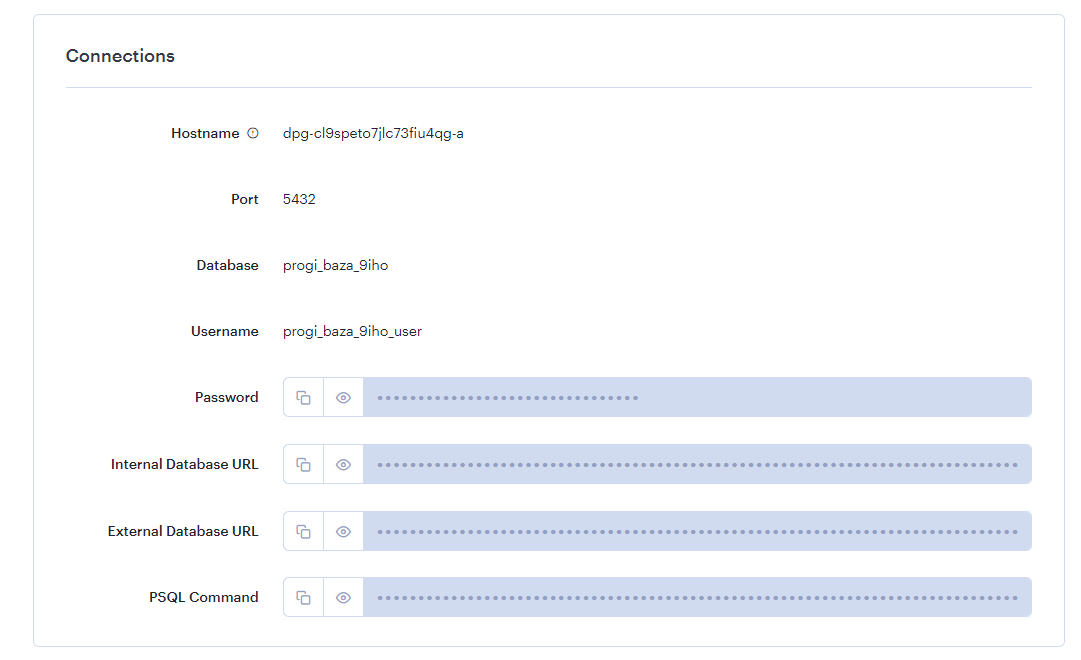 Connections
Hostname dpg-cl9speto7jlc73fiu4qg-a
Port 5432
Database progi_baza_9iho
Username progi_baza_9iho_user
Password ••••••••••••••••••••••••••••••••
Internal Database URL •••••••••••••••••••••••••••••••••••••••••••••••••••••••••••••••••••••••••••••••
External Database URL •••••••••••••••••••••••••••••••••••••••••••••••••••••••••••••••••••••••••••••••
PSQL Command •••••••••••••••••••••••••••••••••••••••••••••••••••••••••••••••••••••••••••••••